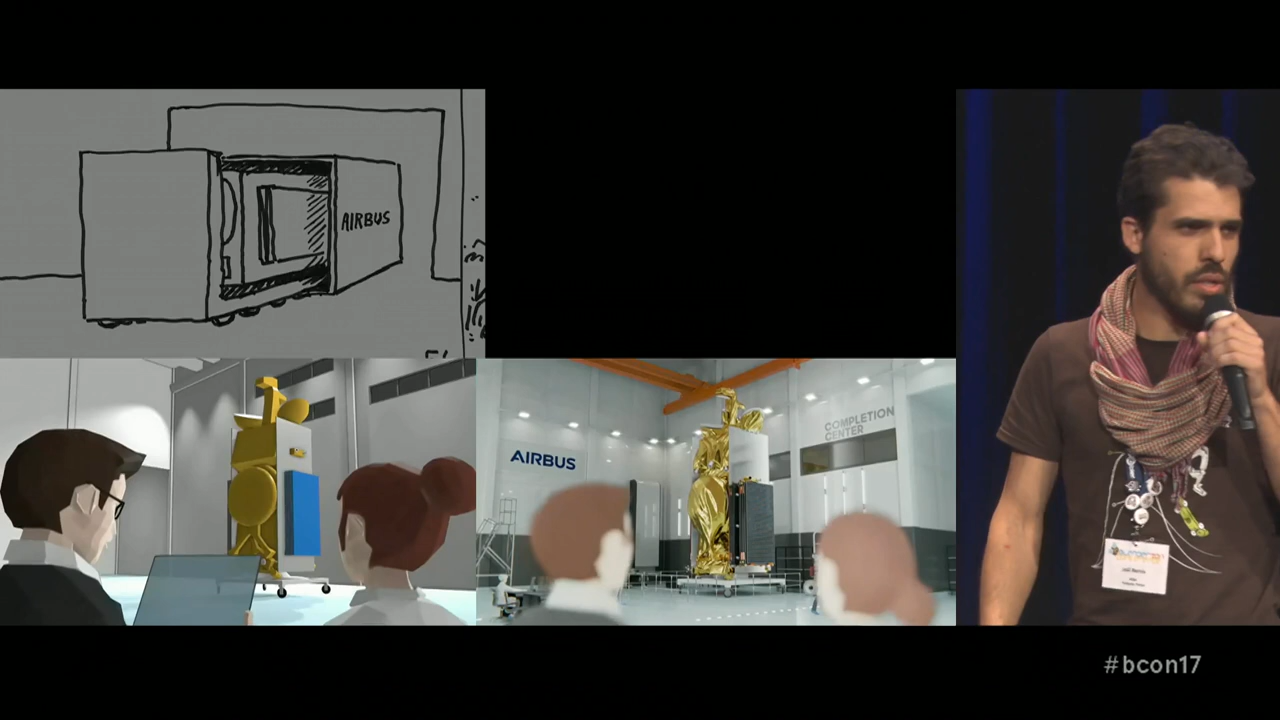 AIRBUS
AIRBUS
COMPLETION
CENTER
#bcon17